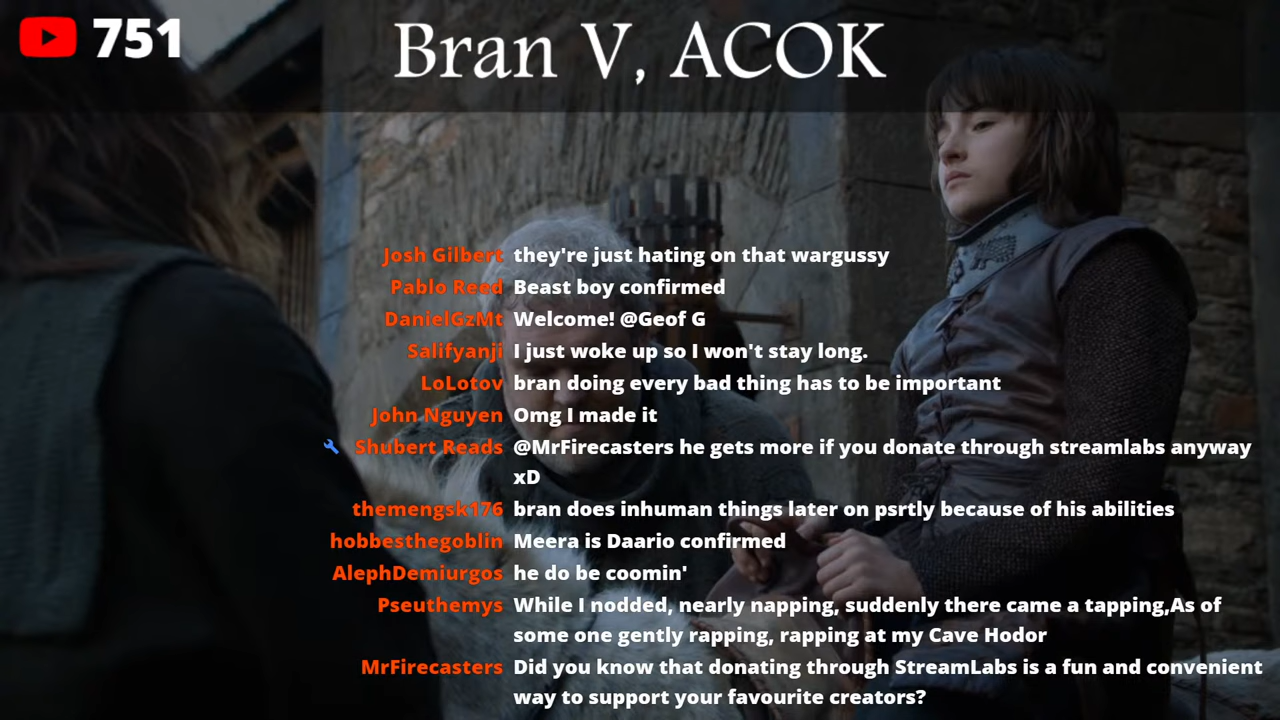 751
Bran V, ACOK
Josh Gilbert they're just hating on that wargussy
Pablo Reed Beast boy confirmed
DanielGzMt Welcome! @Geof G
Salifyanji I just woke up so I won't stay long.
LoLotov bran doing every bad thing has to be important
John Nguyen Omg I made it
Shubert Reads @MrFirecasters he gets more if you donate through streamlabs anyway
xD
themengsk176 bran does inhuman things later on psrtly because of his abilities
hobbesthegoblin Meera is Daario confirmed
AlephDemiurgos he do be coomin'
Pseuthemys While I nodded, nearly napping, suddenly there came a tapping,As of
some one gently rapping, rapping at my Cave Hodor
MrFirecasters Did you know that donating through StreamLabs is a fun and convenient
way to support your favourite creators?